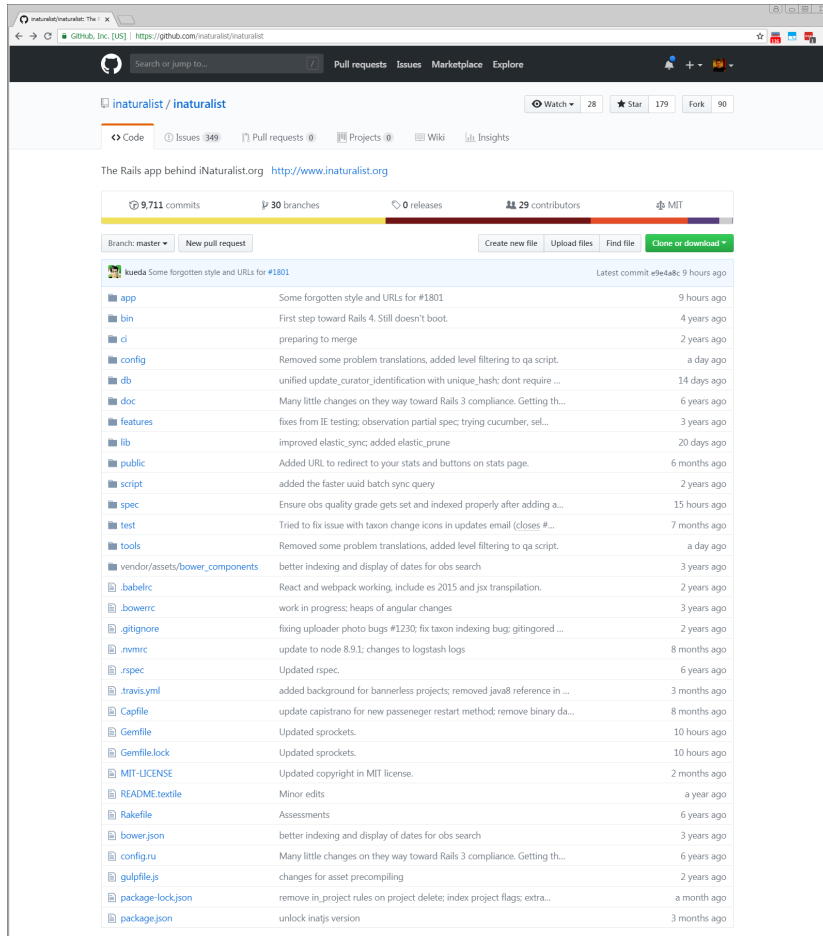 inaturalist/inaturalist: The R
GitHub, Inc. [US] | https://github.com/inaturalist/inaturalist
Search or jump to... / Pull requests Issues Marketplace Explore
inaturalist / inaturalist Watch 28 Star 179 Fork 90
Code Issues 349 Pull requests 0 Projects 0 Wiki Insights
The Rails app behind iNaturalist.org http://www.inaturalist.org
9,711 commits 30 branches 0 releases 29 contributors MIT
Branch: master New pull request Create new file Upload files Find file Clone or download
kueda Some forgotten style and URLs for #1801 Latest commit e9e4a8c 9 hours ago
app Some forgotten style and URLs for #1801 9 hours ago
bin First step toward Rails 4. Still doesn't boot. 4 years ago
ci preparing to merge 2 years ago
config Removed some problem translations, added level filtering to qa script. a day ago
db unified update_curator_identification with unique_hash; dont require ... 14 days ago
doc Many little changes on they way toward Rails 3 compliance. Getting th... 6 years ago
features fixes from IE testing; observation partial spec; trying cucumber, sel... 3 years ago
lib improved elastic_sync; added elastic_prune 20 days ago
public Added URL to redirect to your stats and buttons on stats page. 6 months ago
script added the faster uuid batch sync query 2 years ago
spec Ensure obs quality grade gets set and indexed properly after adding a... 15 hours ago
test Tried to fix issue with taxon change icons in updates email (closes #... 7 months ago
tools Removed some problem translations, added level filtering to qa script. a day ago
vendor/assets/bower_components better indexing and display of dates for obs search 3 years ago
.babelrc React and webpack working, include es 2015 and jsx transpilation. 2 years ago
.bowerrc work in progress; heaps of angular changes 3 years ago
.gitignore fixing uploader photo bugs #1230; fix taxon indexing bug; gitingored ... 2 years ago
.nvmrc update to node 8.9.1; changes to logstash logs 8 months ago
.rspec Updated rspec. 6 years ago
.travis.yml added background for bannerless projects; removed java8 reference in ... 3 months ago
Capfile update capistrano for new passeneger restart method; remove binary da... 8 months ago
Gemfile Updated sprockets. 10 hours ago
Gemfile.lock Updated sprockets. 10 hours ago
MIT-LICENSE Updated copyright in MIT license. 2 months ago
README.textile Minor edits a year ago
Rakefile Assessments 6 years ago
bower.json better indexing and display of dates for obs search 3 years ago
config.ru Many little changes on they way toward Rails 3 compliance. Getting th... 6 years ago
gulpfile.js changes for asset precompiling 2 years ago
package-lock.json remove in_project rules on project delete; index project flags; extra... a month ago
package.json unlock inatjs version 3 months ago